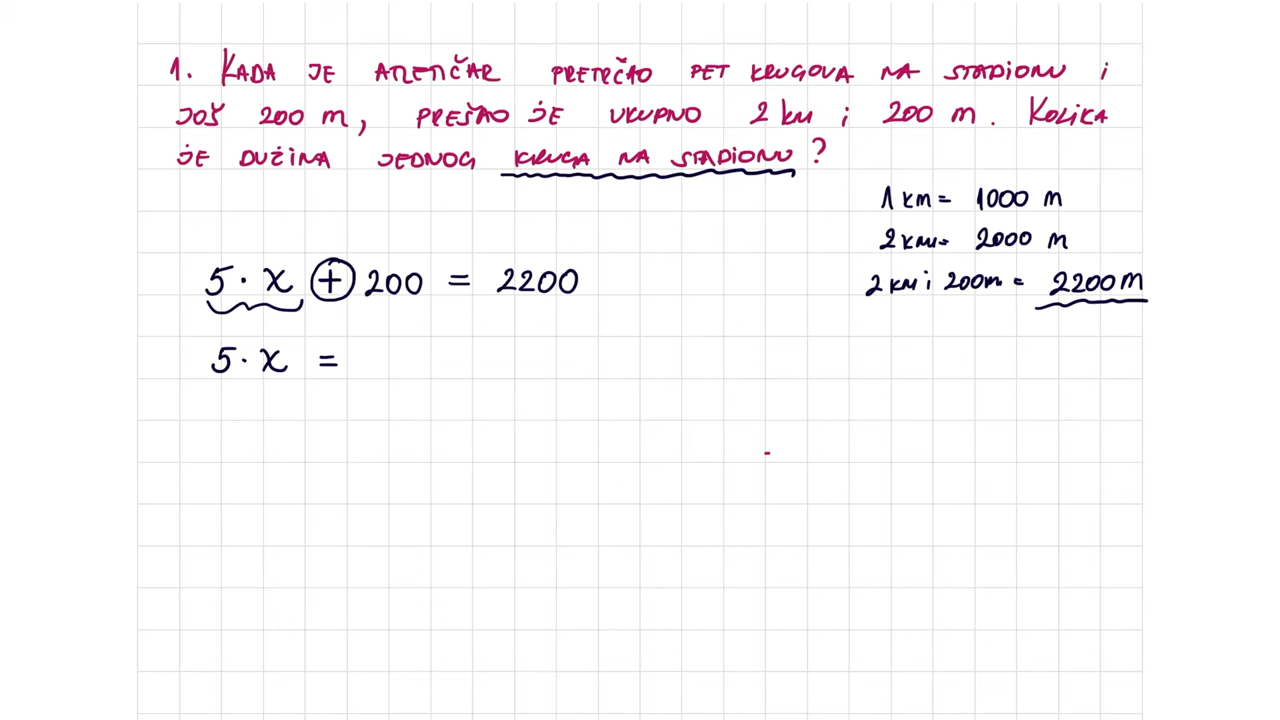 1. KADA JE ATLETIČAR PRETRČAO PET KRUGOVA NA STADIONU I
JOŠ 200 m, PREŠAO JE UKUPNO 2 km i 200 m. KOLIKA
JE DUŽINA JEDNOG KRUGA NA STADIONU?
1 km = 1000 m
2 km = 2000 m
2 km i 200m = 2200 m
5 · x + 200 = 2200
5 · x =